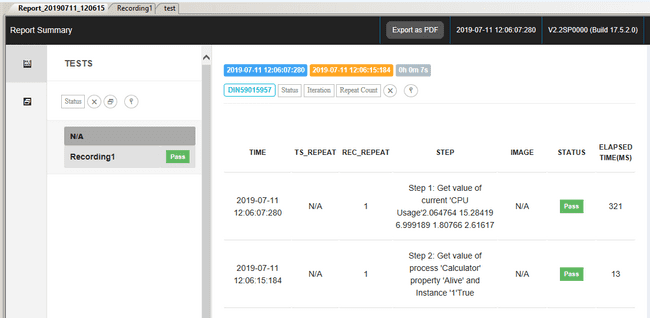 Report_20190711_120615 Recording1 test
Report Summary Export as PDF 2019-07-11 12:06:07:280 V2.2SP0000 (Build 17.5.2.0)
TESTS
Status
N/A
Recording1 Pass
2019-07-11 12:06:07:280 2019-07-11 12:06:15:184 0h 0m 7s
DIN59015957 Status Iteration Repeat Count
TIME TS_REPEAT REC_REPEAT STEP IMAGE STATUS ELAPSED
TIME(MS)
Step 1: Get value of
current 'CPU
2019-07-11
12:06:07:280 N/A 1 Usage'2.064764 15.28419 N/A Pass 321
6.999189 1.80766 2.61617
Step 2: Get value of
process 'Calculator'
2019-07-11
12:06:15:184 N/A 1 property 'Alive' and N/A Pass 13
Instance '1'True